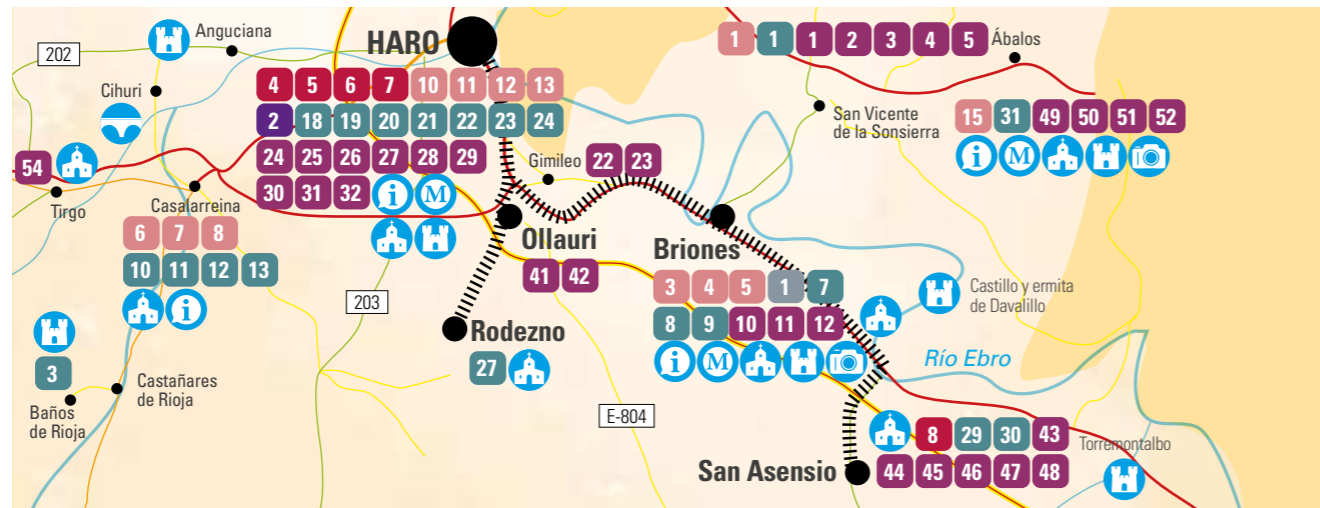 202
Anguciana
HARO
1 1 1 2 3 4 5 Ábalos
Cihuri
4 5 6 7 10 11 12 13
2 18 19 20 21 22 23 24
24 25 26 27 28 29
30 31 32 i M
San Vicente
de la Sonsierra
15 31 49 50 51 52
i M
54
Tirgo
Gimileo
22 23
Casalarreina
6 7 8
10 11 12 13
i
Ollauri
41 42
Briones
3 4 5 1 7
8 9 10 11 12
i M
Castillo y ermita
de Davalillo
203
Rodezno
27
3
Baños
de Rioja
Castañares
de Rioja
Río Ebro
E-804
8 29 30 43
San Asensio
44 45 46 47 48
Torremontalbo